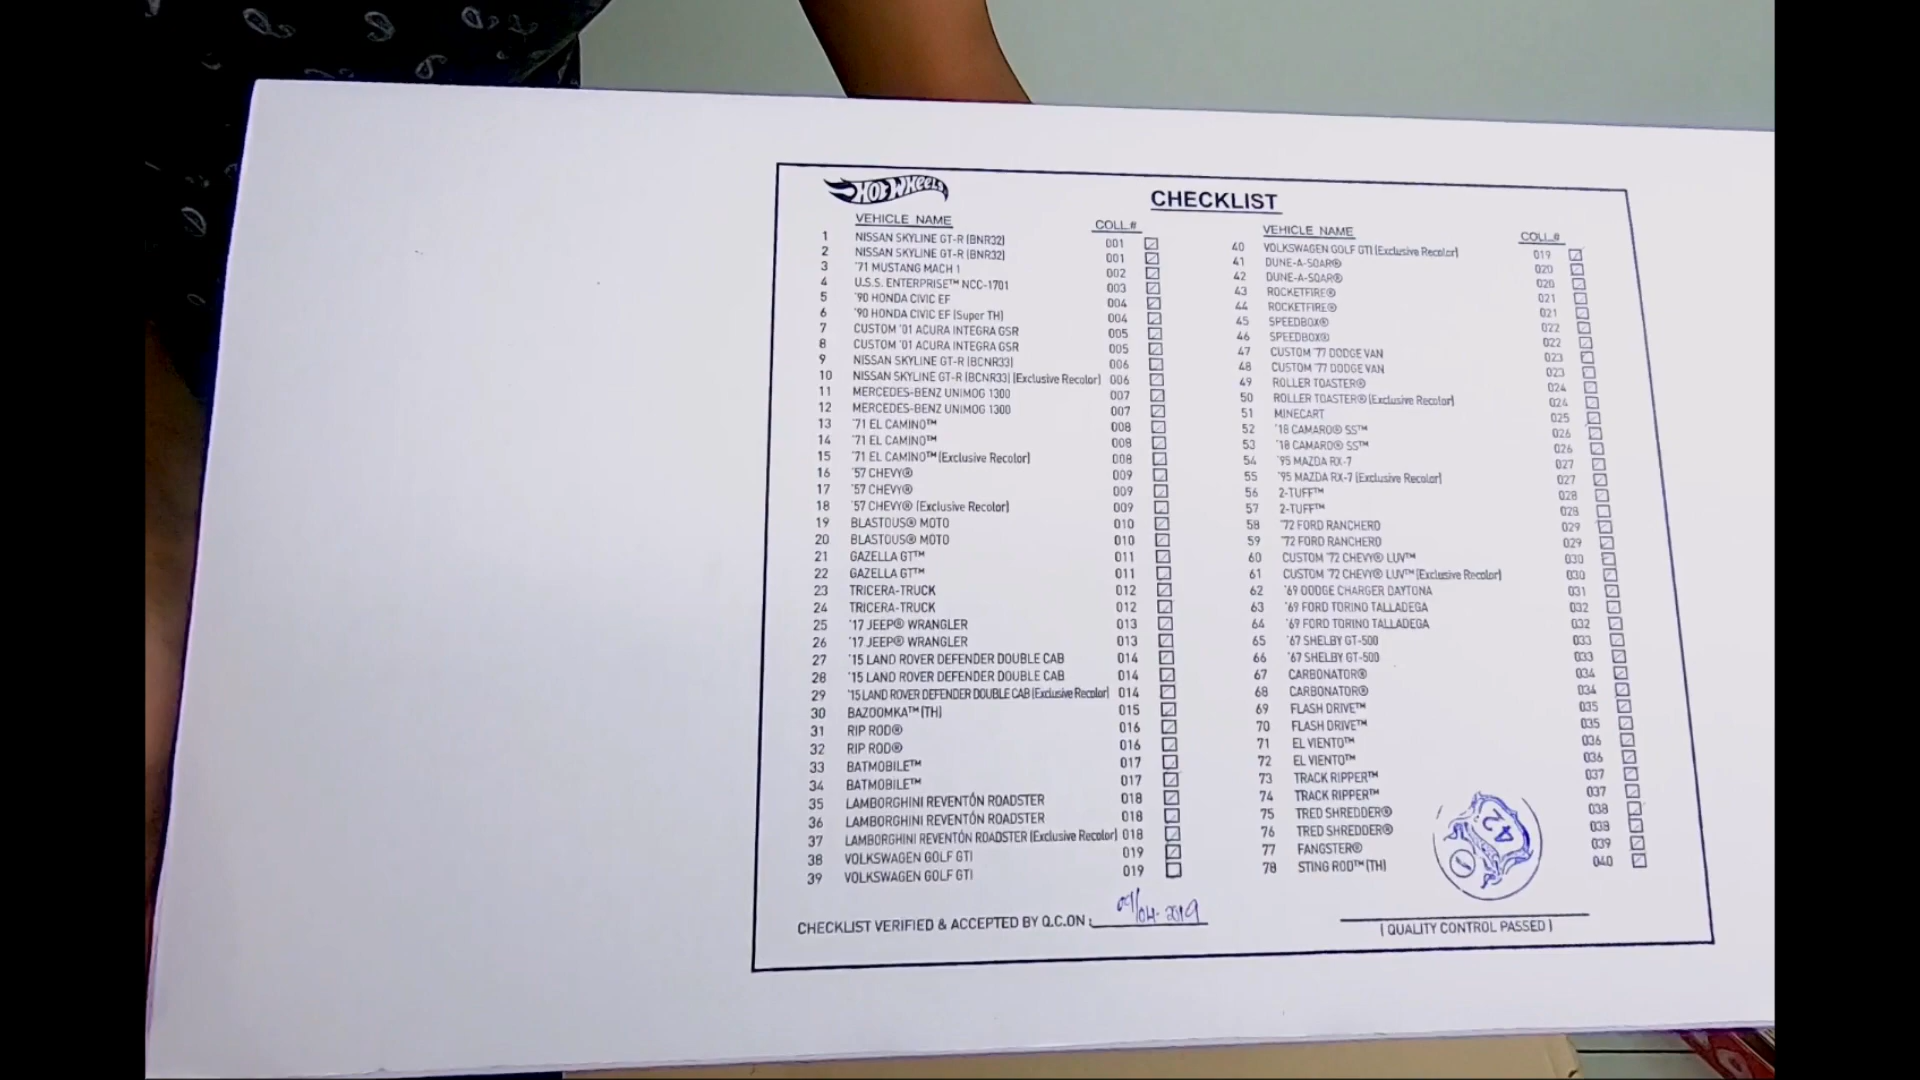 HOT WHEELS
CHECKLIST
VEHICLE NAME COLL.#
1 NISSAN SKYLINE GT-R (BNR32) 001
2 NISSAN SKYLINE GT-R (BNR32) 001
3 '71 MUSTANG MACH 1 002
4 U.S.S. ENTERPRISE™ NCC-1701 003
5 '90 HONDA CIVIC EF 004
6 '90 HONDA CIVIC EF (Super TH) 004
7 CUSTOM '01 ACURA INTEGRA GSR 005
8 CUSTOM '01 ACURA INTEGRA GSR 005
9 NISSAN SKYLINE GT-R (BCNR33) 006
10 NISSAN SKYLINE GT-R (BCNR33) (Exclusive Recolor) 006
11 MERCEDES-BENZ UNIMOG 1300 007
12 MERCEDES-BENZ UNIMOG 1300 007
13 '71 EL CAMINO™ 008
14 '71 EL CAMINO™ 008
15 '71 EL CAMINO™ (Exclusive Recolor) 008
16 '57 CHEVY® 009
17 '57 CHEVY® 009
18 '57 CHEVY® (Exclusive Recolor) 009
19 BLASTOUS® MOTO 010
20 BLASTOUS® MOTO 010
21 GAZELLA GT™ 011
22 GAZELLA GT™ 011
23 TRICERA-TRUCK 012
24 TRICERA-TRUCK 012
25 '17 JEEP® WRANGLER 013
26 '17 JEEP® WRANGLER 013
27 '15 LAND ROVER DEFENDER DOUBLE CAB 014
28 '15 LAND ROVER DEFENDER DOUBLE CAB 014
29 '15 LAND ROVER DEFENDER DOUBLE CAB (Exclusive Recolor) 014
30 BAZOOMKA™ (TH) 015
31 RIP ROD® 016
32 RIP ROD® 016
33 BATMOBILE™ 017
34 BATMOBILE™ 017
35 LAMBORGHINI REVENTÓN ROADSTER 018
36 LAMBORGHINI REVENTÓN ROADSTER 018
37 LAMBORGHINI REVENTÓN ROADSTER (Exclusive Recolor) 018
38 VOLKSWAGEN GOLF GTI 019
39 VOLKSWAGEN GOLF GTI 019
VEHICLE NAME COLL.#
40 VOLKSWAGEN GOLF GTI (Exclusive Recolor) 019
41 DUNE-A-SOAR® 020
42 DUNE-A-SOAR® 020
43 ROCKETFIRE® 021
44 ROCKETFIRE® 021
45 SPEEDBOX® 022
46 SPEEDBOX® 022
47 CUSTOM '77 DODGE VAN 023
48 CUSTOM '77 DODGE VAN 023
49 ROLLER TOASTER® 024
50 ROLLER TOASTER® (Exclusive Recolor) 024
51 MINECART 025
52 '18 CAMARO® SS™ 026
53 '18 CAMARO® SS™ 026
54 '95 MAZDA RX-7 027
55 '95 MAZDA RX-7 (Exclusive Recolor) 027
56 2-TUFF™ 028
57 2-TUFF™ 028
58 '72 FORD RANCHERO 029
59 '72 FORD RANCHERO 029
60 CUSTOM '72 CHEVY® LUV™ 030
61 CUSTOM '72 CHEVY® LUV™ (Exclusive Recolor) 030
62 '69 DODGE CHARGER DAYTONA 031
63 '69 FORD TORINO TALLADEGA 032
64 '69 FORD TORINO TALLADEGA 032
65 '67 SHELBY GT-500 033
66 '67 SHELBY GT-500 033
67 CARBONATOR® 034
68 CARBONATOR® 034
69 FLASH DRIVE™ 035
70 FLASH DRIVE™ 035
71 EL VIENTO™ 036
72 EL VIENTO™ 036
73 TRACK RIPPER™ 037
74 TRACK RIPPER™ 037
75 TRED SHREDDER® 038
76 TRED SHREDDER® 038
77 FANGSTER® 039
78 STING ROD™ (TH) 040
42
CHECKLIST VERIFIED & ACCEPTED BY Q.C.ON : 09/04-2019
( QUALITY CONTROL PASSED )